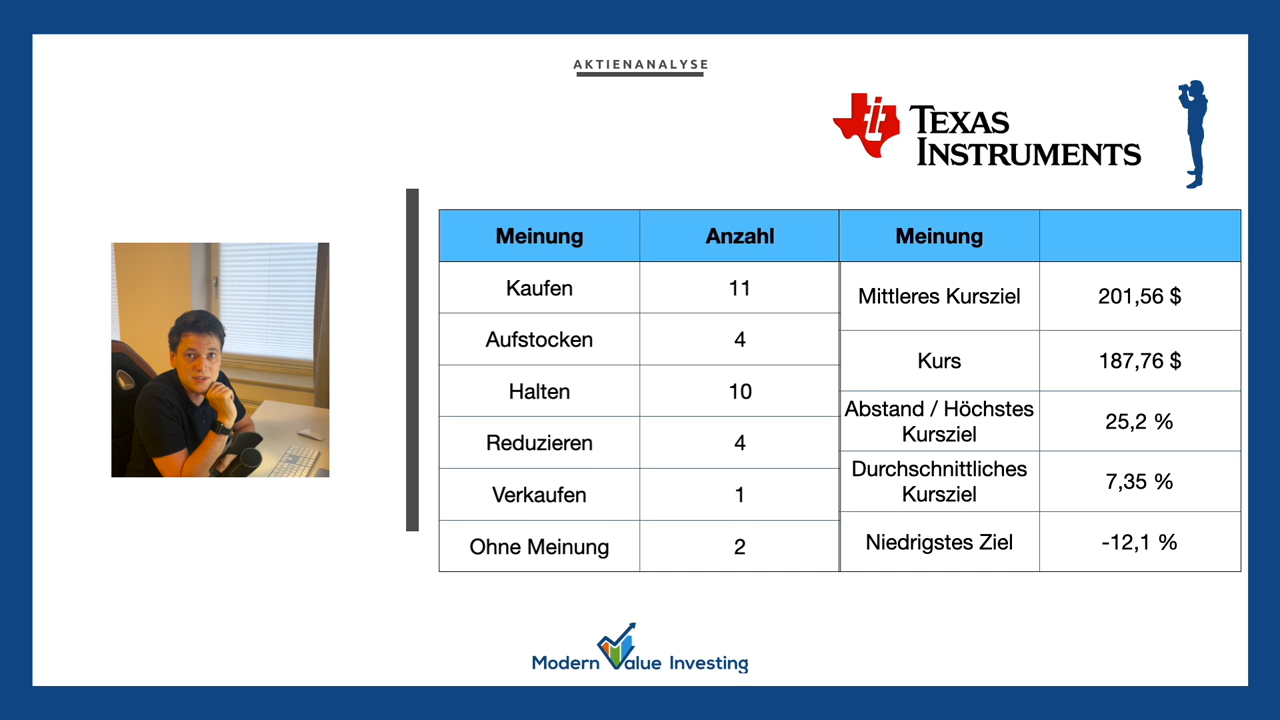 AKTIENANALYSE
TEXAS
INSTRUMENTS
Meinung Anzahl Meinung
Kaufen 11
Mittleres Kursziel 201,56 $
Aufstocken 4
Kurs 187,76 $
Halten 10
Abstand / Höchstes
Kursziel 25,2 %
Reduzieren 4
Durchschnittliches
Kursziel 7,35 %
Verkaufen 1
Niedrigstes Ziel -12,1 %
Ohne Meinung 2
Modern Value Investing